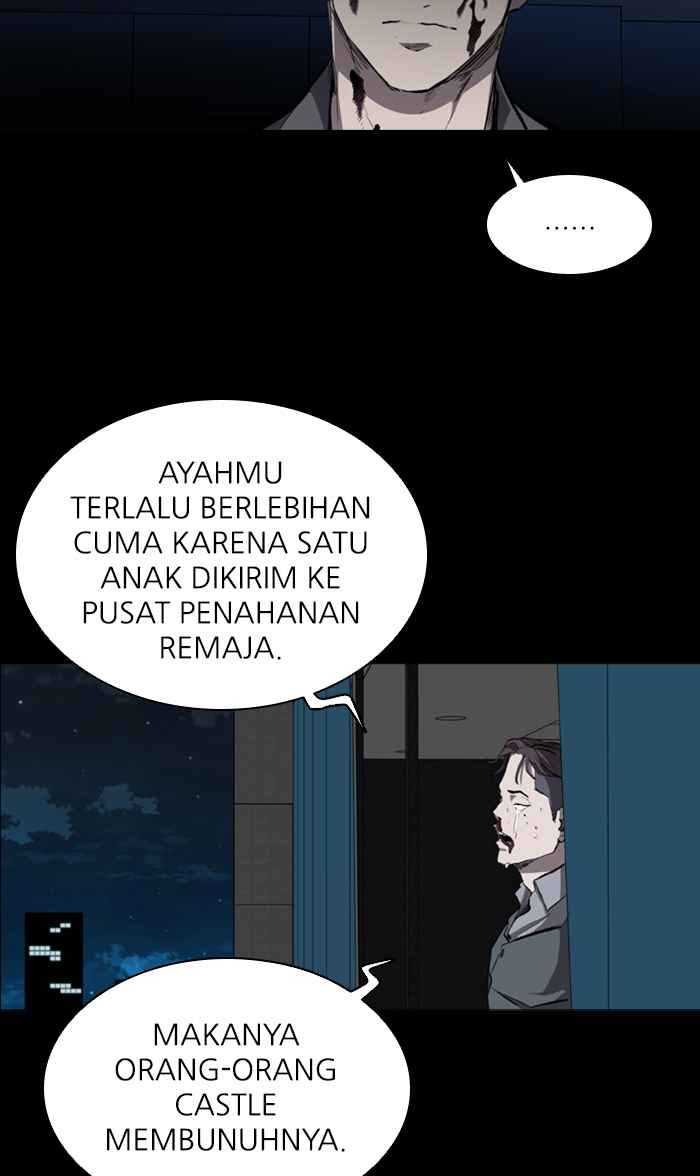 ......
AYAHMU
TERLALU BERLEBIHAN
CUMA KARENA SATU
ANAK DIKIRIM KE
PUSAT PENAHANAN
REMAJA.
MAKANYA
ORANG-ORANG
CASTLE
MEMBUNUHNYA.